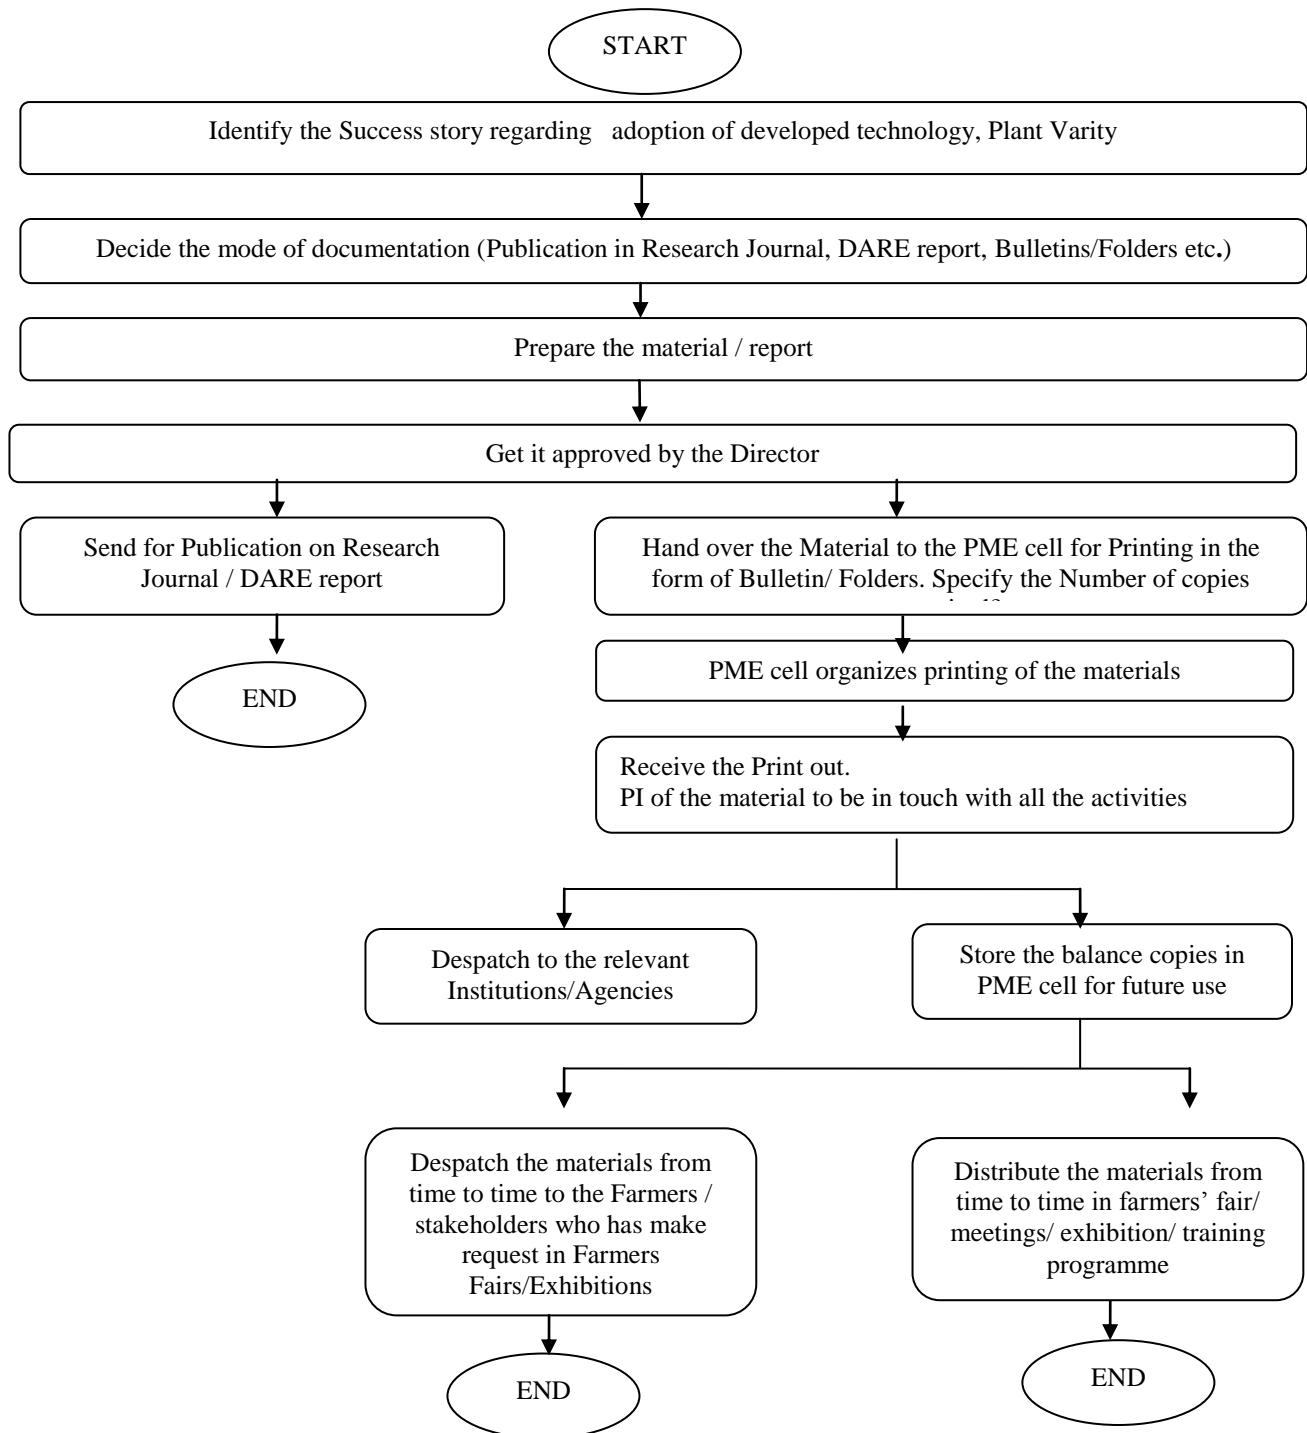 START
Identify the Success story regarding adoption of developed technology, Plant Varity
Decide the mode of documentation (Publication in Research Journal, DARE report, Bulletins/Folders etc.)
Prepare the material / report
Get it approved by the Director
Send for Publication on Research
Journal / DARE report
END
Hand over the Material to the PME cell for Printing in the
form of Bulletin/ Folders. Specify the Number of copies
PME cell organizes printing of the materials
Receive the Print out.
PI of the material to be in touch with all the activities
Despatch to the relevant
Institutions/Agencies
Store the balance copies in
PME cell for future use
Despatch the materials from
time to time to the Farmers /
stakeholders who has make
request in Farmers
Fairs/Exhibitions
END
Distribute the materials from
time to time in farmers’ fair/
meetings/ exhibition/ training
programme
END